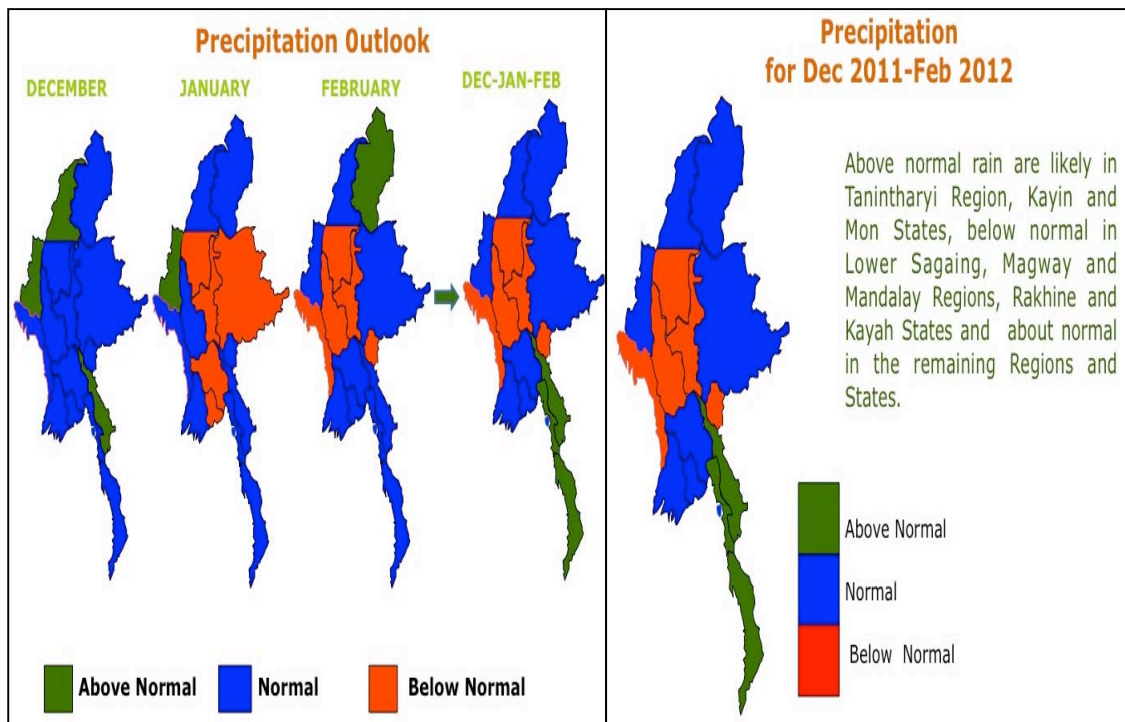 Precipitation Outlook
DECEMBER
JANUARY
FEBRUARY
DEC-JAN-FEB
Above Normal
Normal
Below Normal
Precipitation
for Dec 2011-Feb 2012
Above normal rain are likely in
Tanintharyi Region, Kayin and
Mon States, below normal in
Lower Sagaing, Magway and
Mandalay Regions, Rakhine and
Kayah States and about normal
in the remaining Regions and
States.
Above Normal
Normal
Below Normal